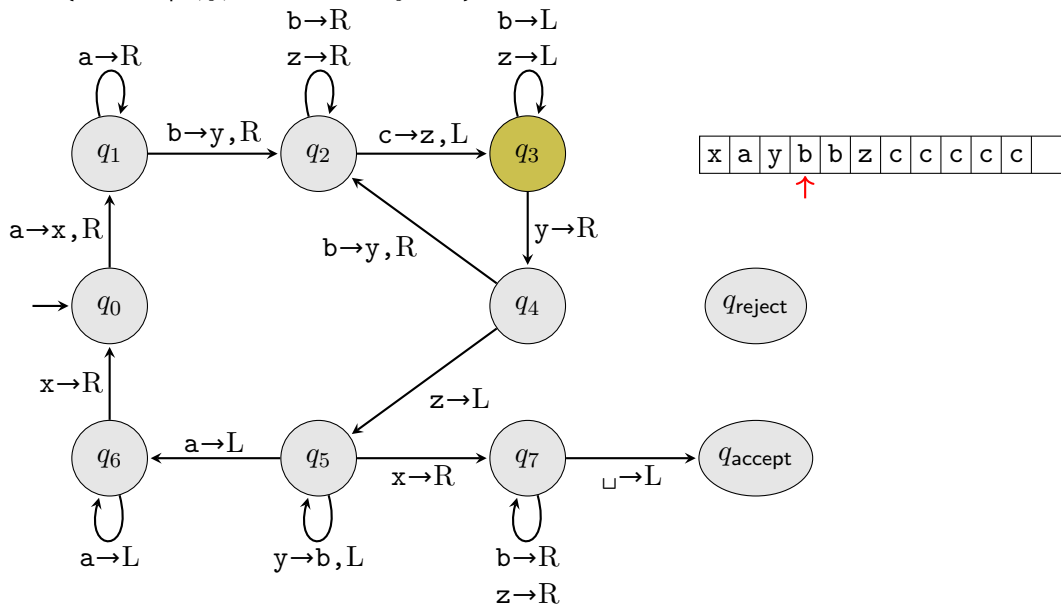 b→R
z→R
b→L
z→L
a→R
q1
b→y,R
q2
c→z,L
q3
x a y b b z c c c c c
a→x,R
b→y,R
y→R
q0
q4
qreject
x→R
z→L
q6
a→L
q5
x→R
q7
␣→L
qaccept
a→L
y→b,L
b→R
z→R